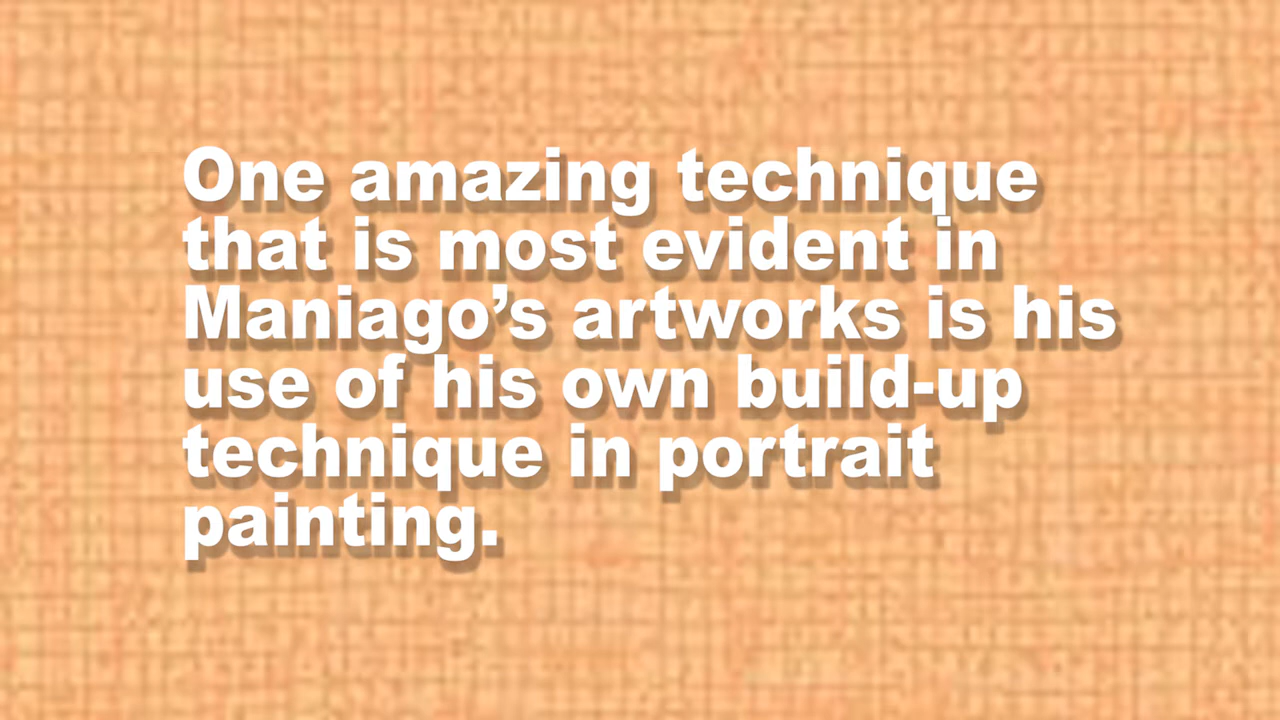 One amazing technique
that is most evident in
Maniago’s artworks is his
use of his own build-up
technique in portrait
painting.